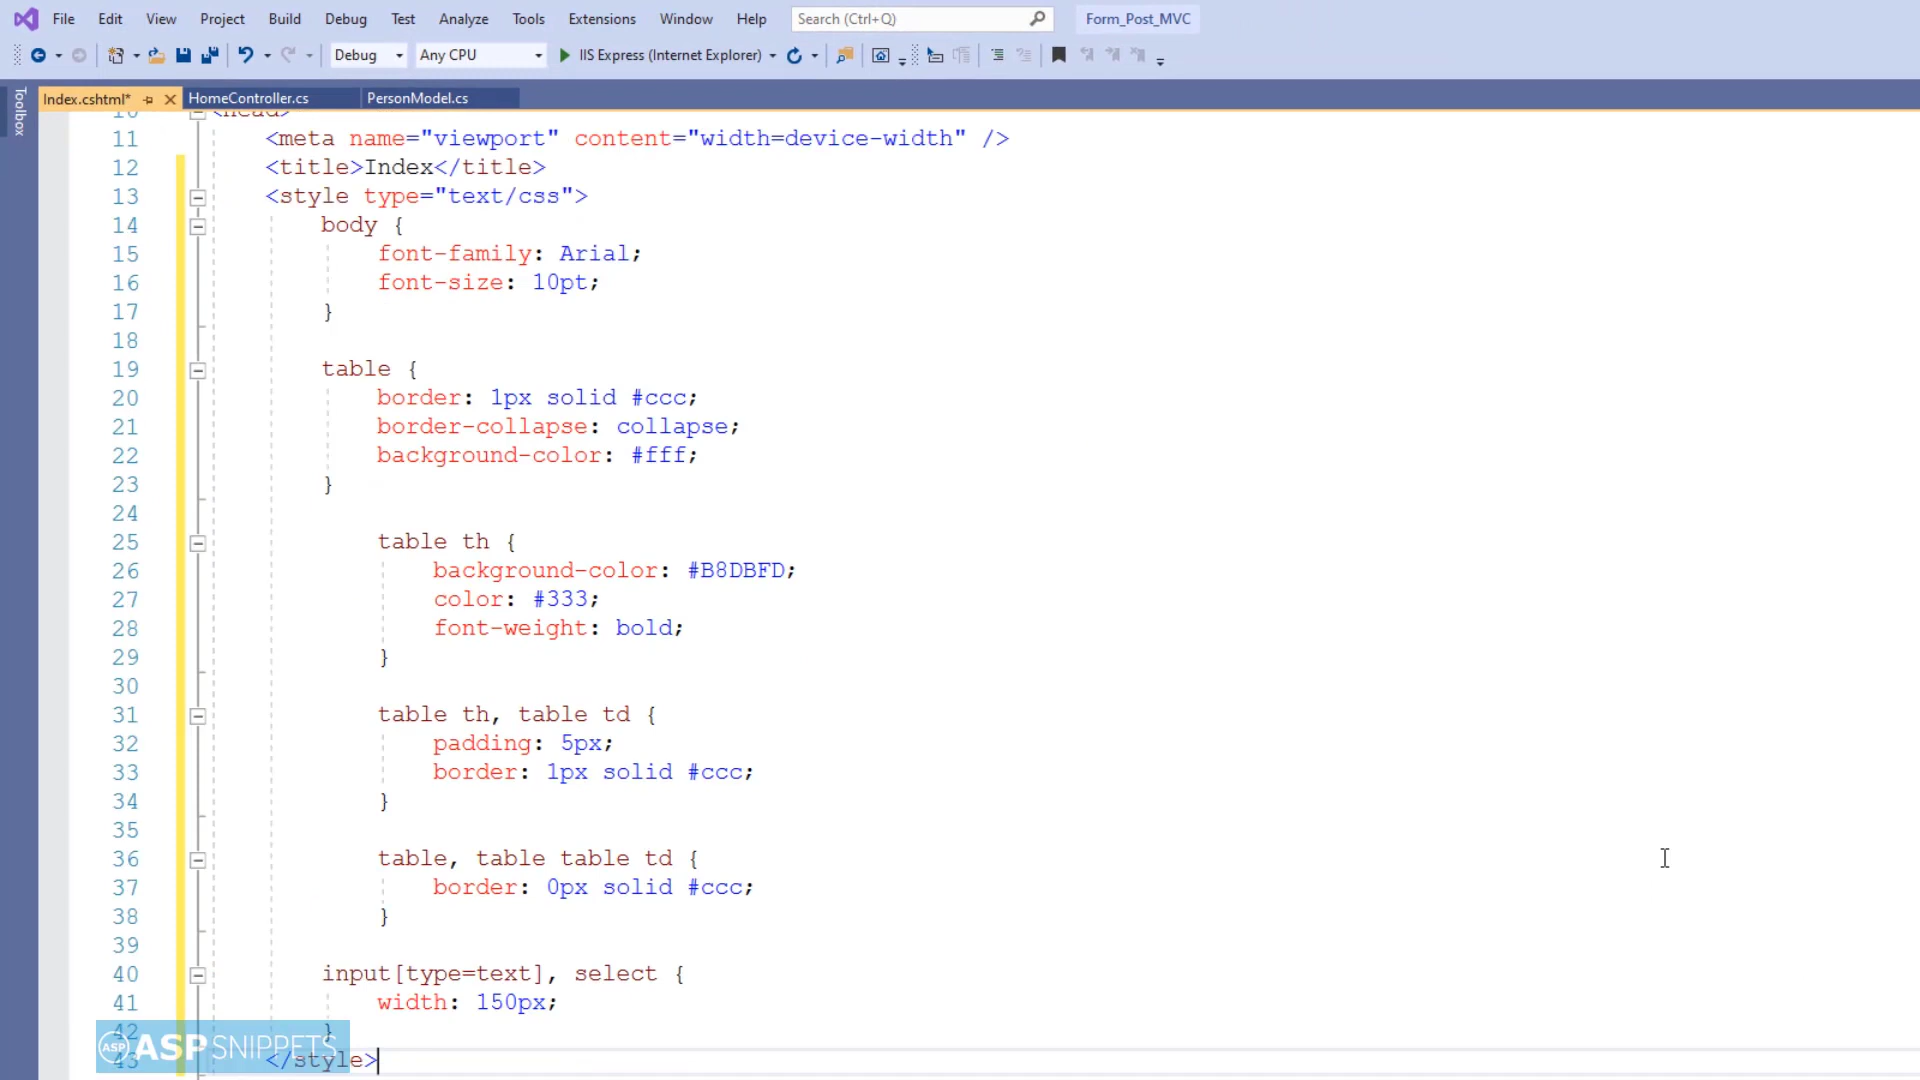 File Edit View Project Build Debug Test Analyze Tools Extensions Window Help Search (Ctrl+Q) Form_Post_MVC
Debug Any CPU IIS Express (Internet Explorer)
Toolbox
Index.cshtml* HomeController.cs PersonModel.cs
10 <head>
11 <meta name="viewport" content="width=device-width" />
12 <title>Index</title>
13 <style type="text/css">
14 body {
15 font-family: Arial;
16 font-size: 10pt;
17 }
18
19 table {
20 border: 1px solid #ccc;
21 border-collapse: collapse;
22 background-color: #fff;
23 }
24
25 table th {
26 background-color: #B8DBFD;
27 color: #333;
28 font-weight: bold;
29 }
30
31 table th, table td {
32 padding: 5px;
33 border: 1px solid #ccc;
34 }
35
36 table, table table td {
37 border: 0px solid #ccc;
38 }
39
40 input[type=text], select {
41 width: 150px;
42 }
43 </style>
ASP ASPSNIPPETS